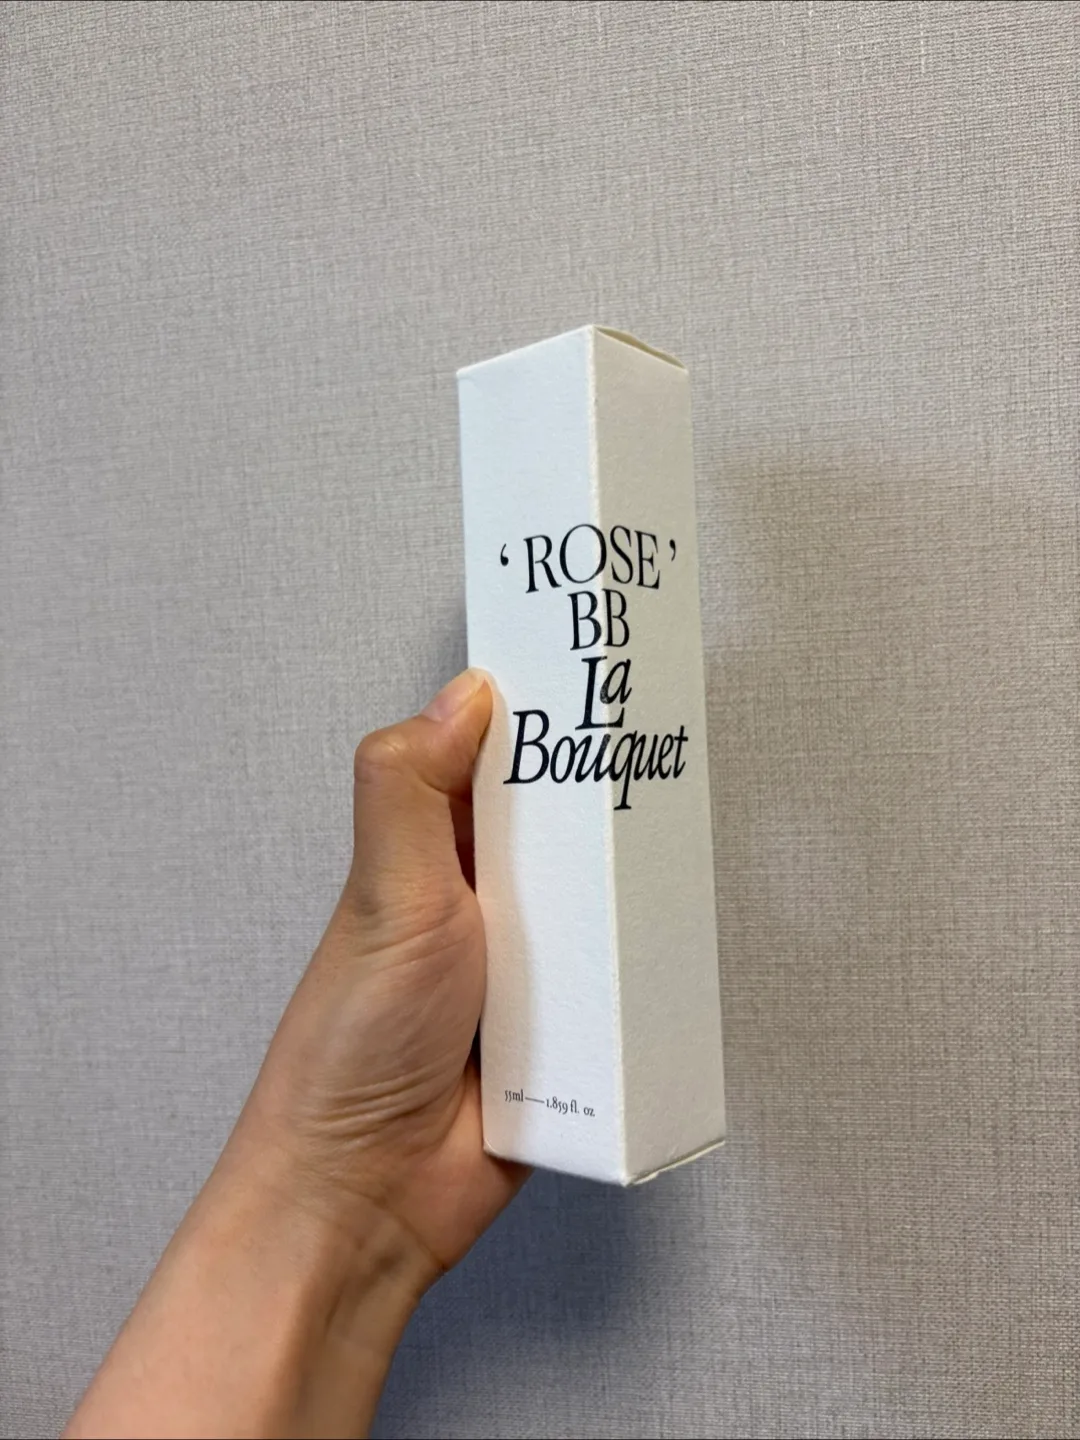 ‘ROSE’
BB
La
Bouquet
55ml—1.859 fl. oz